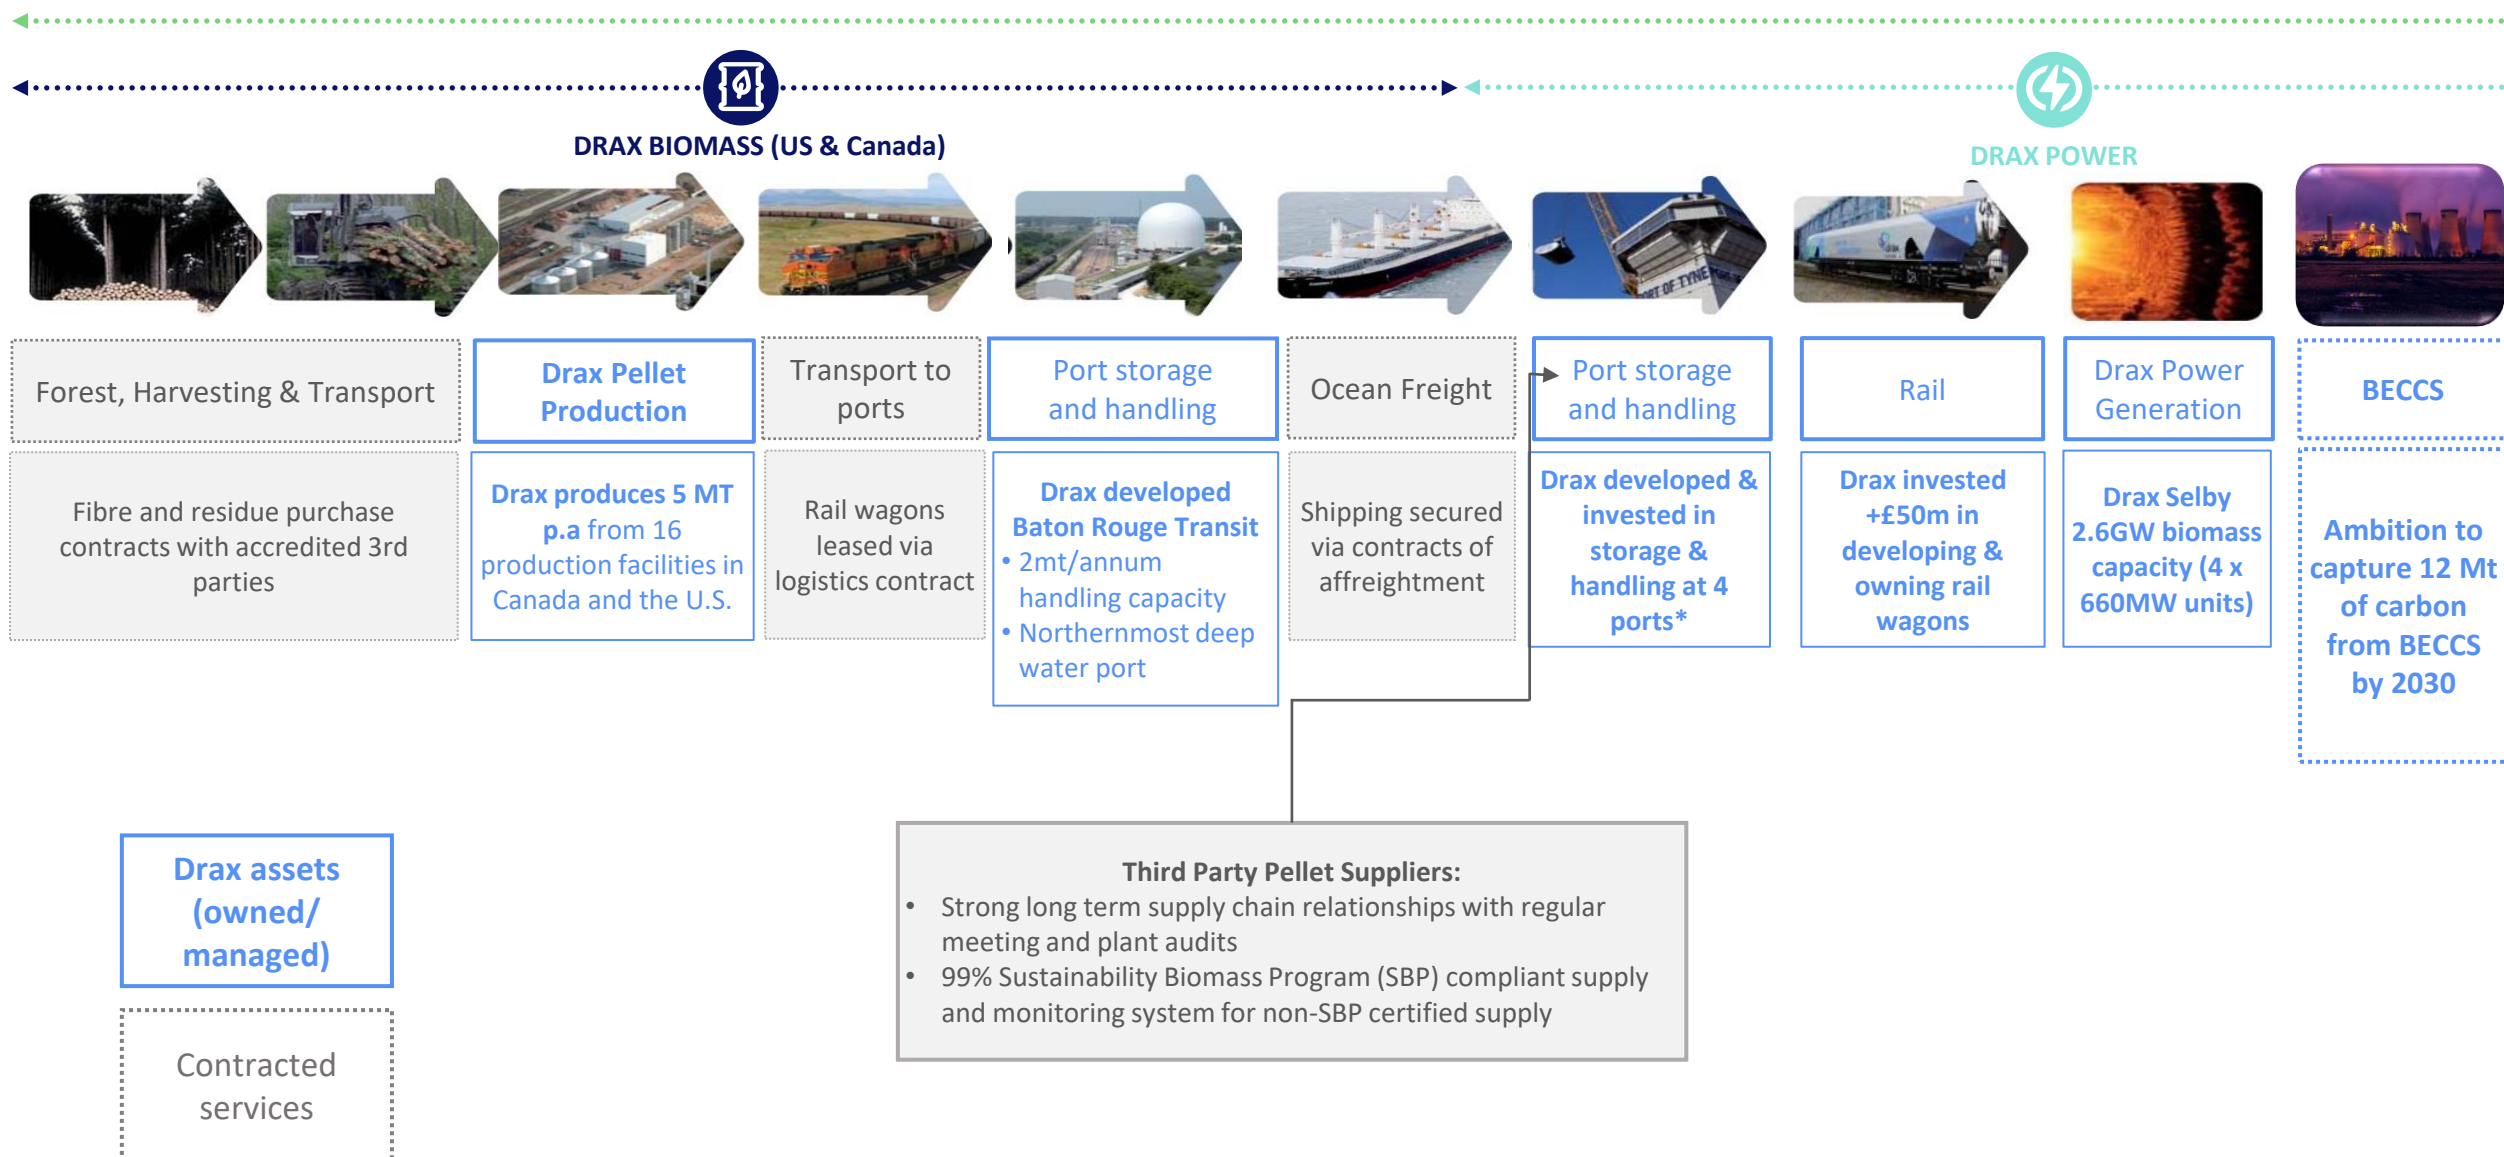 DRAX BIOMASS (US & Canada)
DRAX POWER
PORT OF TYNE
Forest, Harvesting & Transport
Drax Pellet
Production
Transport to
ports
Port storage
and handling
Ocean Freight
Port storage
and handling
Rail
Drax Power
Generation
BECCS
Fibre and residue purchase
contracts with accredited 3rd
parties
Drax produces 5 MT
p.a from 16
production facilities in
Canada and the U.S.
Rail wagons
leased via
logistics contract
Drax developed
Baton Rouge Transit
• 2mt/annum
handling capacity
• Northernmost deep
water port
Shipping secured
via contracts of
affreightment
Drax developed &
invested in
storage &
handling at 4
ports*
Drax invested
+£50m in
developing &
owning rail
wagons
Drax Selby
2.6GW biomass
capacity (4 x
660MW units)
Ambition to
capture 12 Mt
of carbon
from BECCS
by 2030
Third Party Pellet Suppliers:
• Strong long term supply chain relationships with regular
meeting and plant audits
• 99% Sustainability Biomass Program (SBP) compliant supply
and monitoring system for non-SBP certified supply
Drax assets
(owned/
managed)
Contracted
services